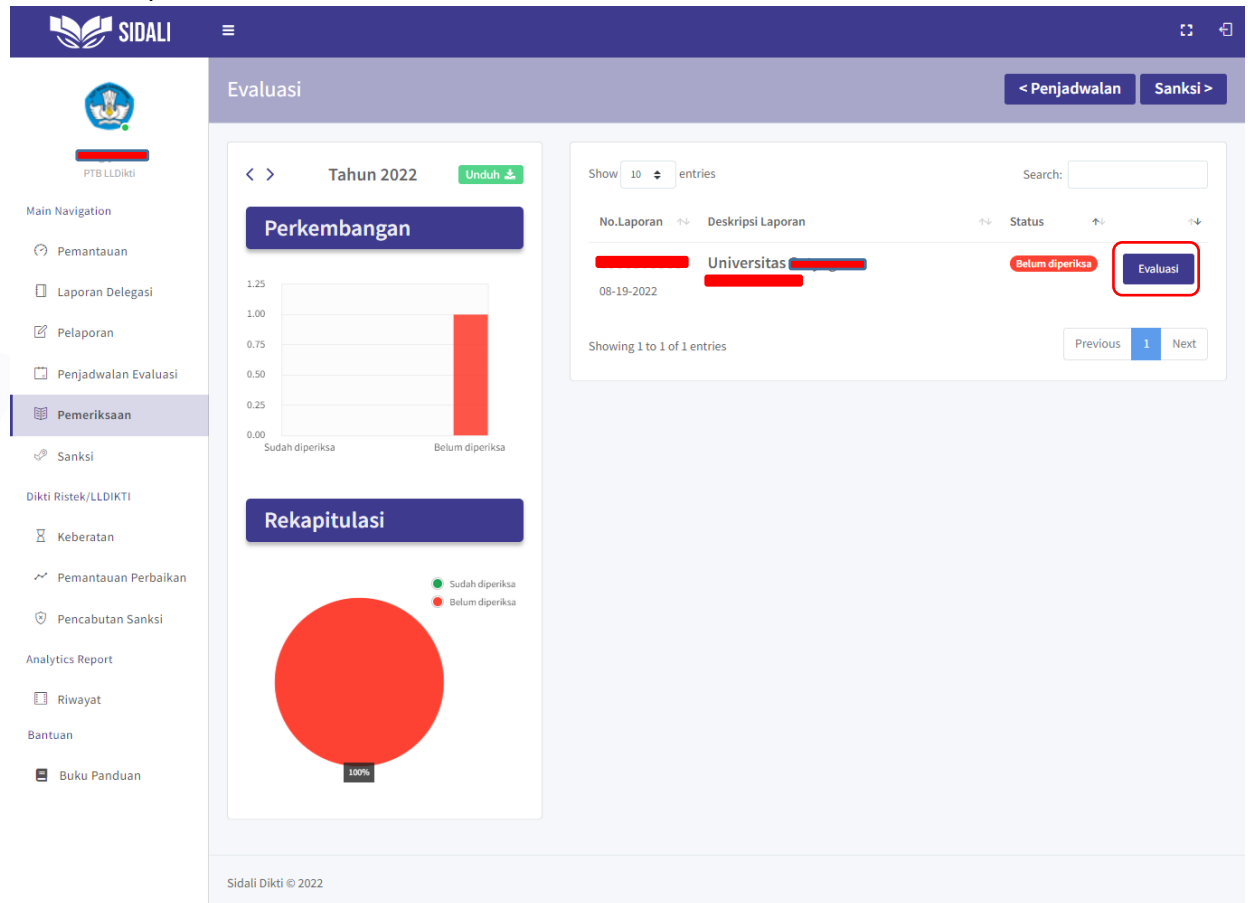 SIDALI
Evaluasi
< Penjadwalan
Sanksi >
PTB LLDikti
Main Navigation
Pemantauan
Laporan Delegasi
Pelaporan
Penjadwalan Evaluasi
Pemeriksaan
Sanksi
Dikti Ristek/LLDIKTI
Keberatan
Pemantauan Perbaikan
Pencabutan Sanksi
Analytics Report
Riwayat
Bantuan
Buku Panduan
< > Tahun 2022 Unduh
Perkembangan
1.25
1.00
0.75
0.50
0.25
0.00
Sudah diperiksa Belum diperiksa
Rekapitulasi
Sudah diperiksa
Belum diperiksa
100%
Show 10 entries Search:
No.Laporan Deskripsi Laporan Status
Universitas Belum diperiksa Evaluasi
08-19-2022
Showing 1 to 1 of 1 entries Previous 1 Next
Sidali Dikti © 2022